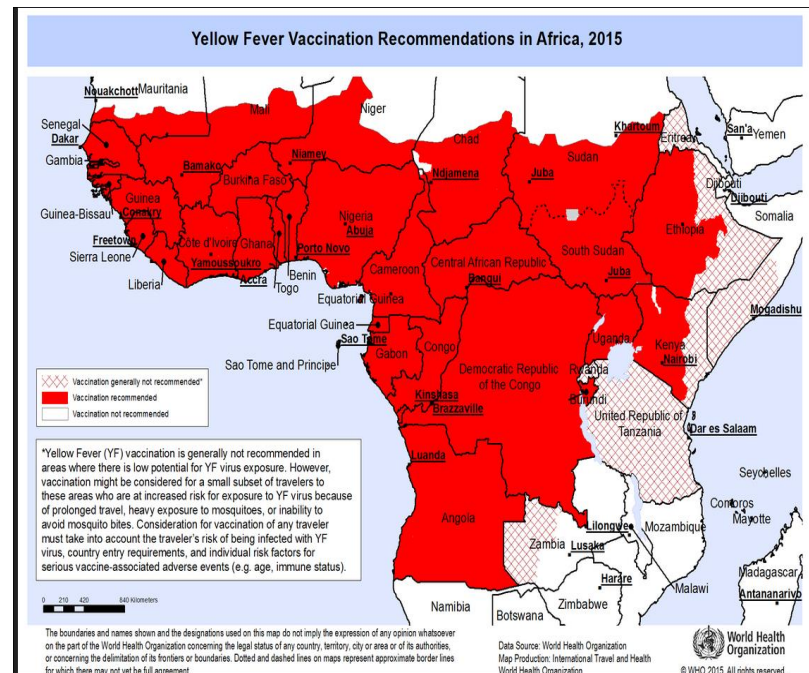 Yellow Fever Vaccination Recommendations in Africa, 2015
Nouakchott
Mauritania
Mali
Niger
Senegal
Dakar
Gambia
Guinea-Bissau
Guinea
Conakry
Freetown
Sierra Leone
Liberia
Bamako
Burkina Faso
Niamey
Côte d'Ivoire
Yamoussoukro
Ghana
Accra
Togo
Benin
Porto Novo
Nigeria
Abuja
Chad
Ndjamena
Khartoum
Sudan
Juba
Eritrea
San'a
Yemen
Djibouti
Djibouti
Somalia
Ethiopia
South Sudan
Juba
Central African Republic
Bangui
Cameroon
Equatorial Guinea
Equatorial Guinea
Sao Tome
Sao Tome and Principe
Gabon
Congo
Democratic Republic
of the Congo
Kinshasa
Brazzaville
Uganda
Kenya
Nairobi
Mogadishu
Rwanda
Burundi
United Republic of
Tanzania
Dar es Salaam
Seychelles
Comoros
Mayotte
Luanda
Angola
Zambia
Lusaka
Lilongwe
Mozambique
Malawi
Harare
Zimbabwe
Madagascar
Antananarivo
Namibia
Botswana
Vaccination generally not recommended*
Vaccination recommended
Vaccination not recommended
*Yellow Fever (YF) vaccination is generally not recommended in
areas where there is low potential for YF virus exposure. However,
vaccination might be considered for a small subset of travelers to
these areas who are at increased risk for exposure to YF virus because
of prolonged travel, heavy exposure to mosquitoes, or inability to
avoid mosquito bites. Consideration for vaccination of any traveler
must take into account the traveler's risk of being infected with YF
virus, country entry requirements, and individual risk factors for
serious vaccine-associated adverse events (e.g. age, immune status).
0 210 420 840 Kilometers
The boundaries and names shown and the designations used on this map do not imply the expression of any opinion whatsoever
on the part of the World Health Organization concerning the legal status of any country, territory, city or area or of its authorities,
or concerning the delimitation of its frontiers or boundaries. Dotted and dashed lines on maps represent approximate border lines
for which there may not yet be full agreement.
Data Source: World Health Organization
Map Production: International Travel and Health
World Health Organization
World Health
Organization
© WHO 2015. All rights reserved.